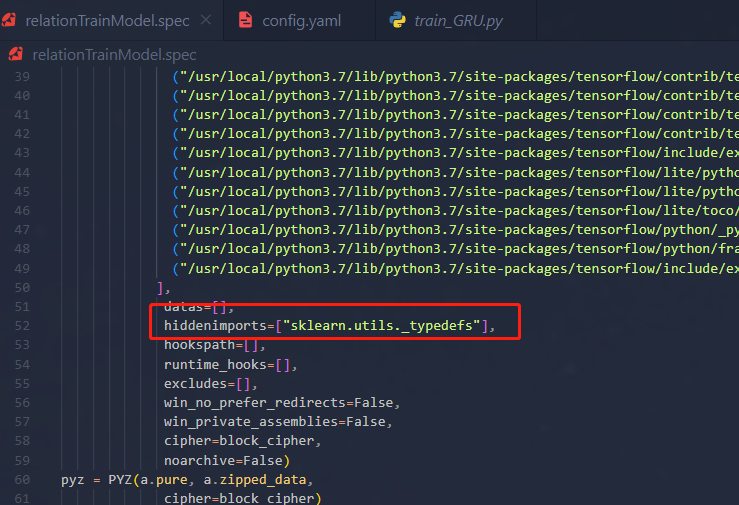 relationTrainModel.spec × config.yaml train_GRU.py
relationTrainModel.spec
39 ("/usr/local/python3.7/lib/python3.7/site-packages/tensorflow/contrib/te
40 ("/usr/local/python3.7/lib/python3.7/site-packages/tensorflow/contrib/te
41 ("/usr/local/python3.7/lib/python3.7/site-packages/tensorflow/contrib/te
42 ("/usr/local/python3.7/lib/python3.7/site-packages/tensorflow/contrib/te
43 ("/usr/local/python3.7/lib/python3.7/site-packages/tensorflow/include/ex
44 ("/usr/local/python3.7/lib/python3.7/site-packages/tensorflow/lite/pytho
45 ("/usr/local/python3.7/lib/python3.7/site-packages/tensorflow/lite/pytho
46 ("/usr/local/python3.7/lib/python3.7/site-packages/tensorflow/lite/toco/
47 ("/usr/local/python3.7/lib/python3.7/site-packages/tensorflow/python/_py
48 ("/usr/local/python3.7/lib/python3.7/site-packages/tensorflow/python/fra
49 ("/usr/local/python3.7/lib/python3.7/site-packages/tensorflow/include/ex
50 ],
51 datas=[],
52 hiddenimports=["sklearn.utils._typedefs"],
53 hookspath=[],
54 runtime_hooks=[],
55 excludes=[],
56 win_no_prefer_redirects=False,
57 win_private_assemblies=False,
58 cipher=block_cipher,
59 noarchive=False)
60 pyz = PYZ(a.pure, a.zipped_data,
61 cipher=block_cipher)